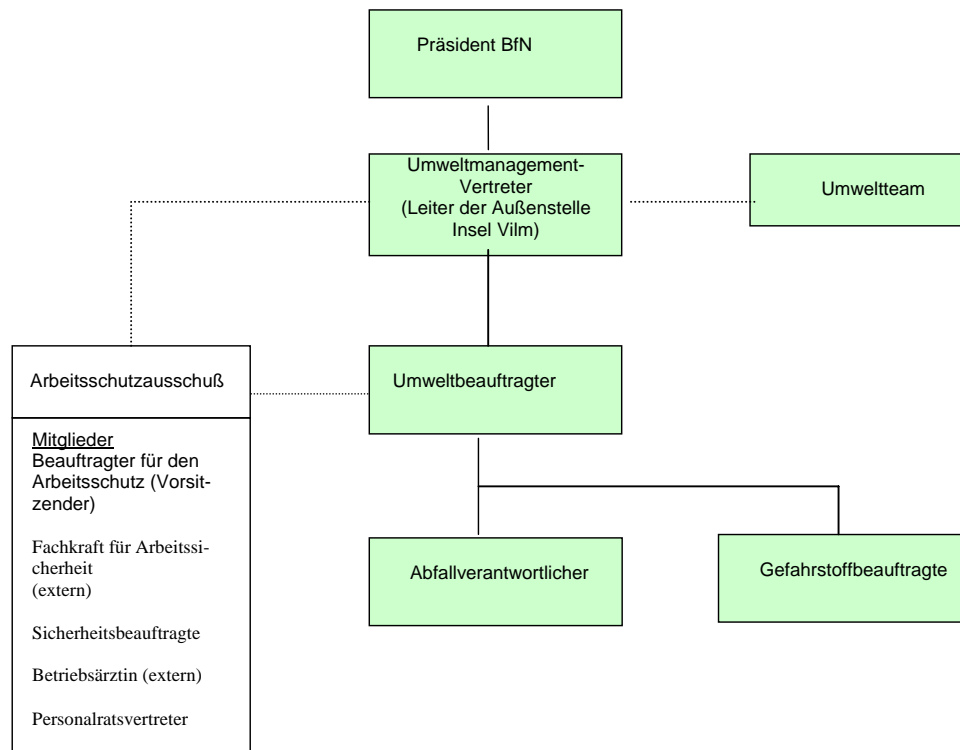 Präsident BfN
Umweltmanagement-
Vertreter
(Leiter der Außenstelle
Insel Vilm)
Umweltteam
Arbeitsschutzausschuß
Umweltbeauftragter
Mitglieder
Beauftragter für den
Arbeitsschutz (Vorsit-
zender)
Fachkraft für Arbeitssi-
cherheit
(extern)
Sicherheitsbeauftragte
Betriebsärztin (extern)
Personalratsvertreter
Abfallverantwortlicher
Gefahrstoffbeauftragte